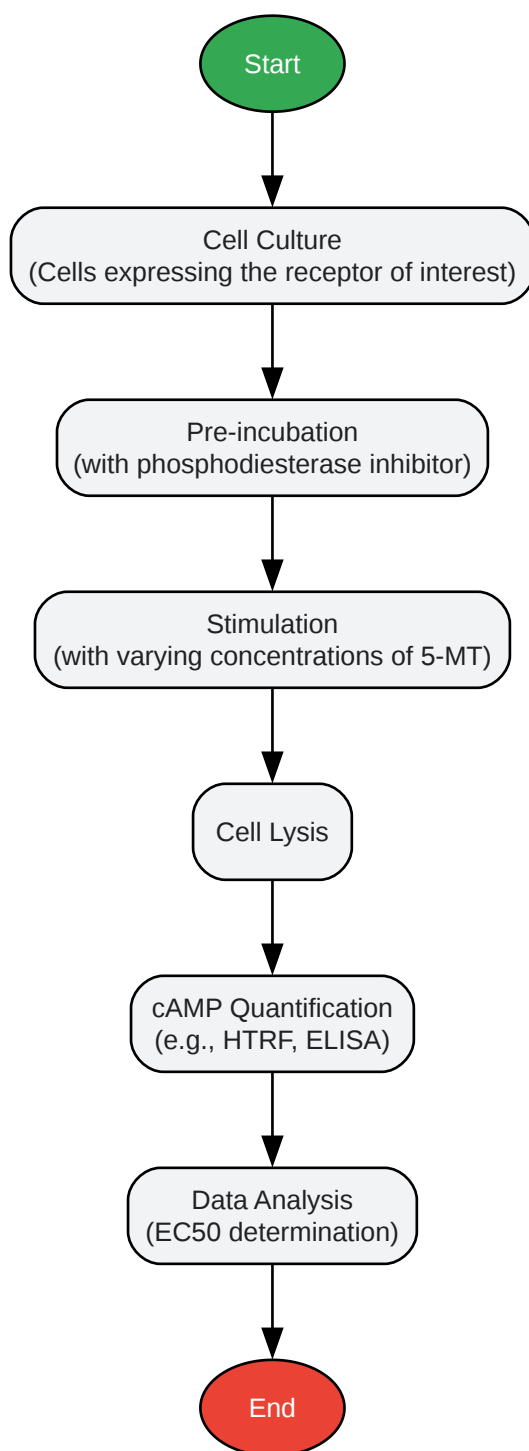 Start
Cell Culture
(Cells expressing the receptor of interest)
Pre-incubation
(with phosphodiesterase inhibitor)
Stimulation
(with varying concentrations of 5-MT)
Cell Lysis
cAMP Quantification
(e.g., HTRF, ELISA)
Data Analysis
(EC50 determination)
End